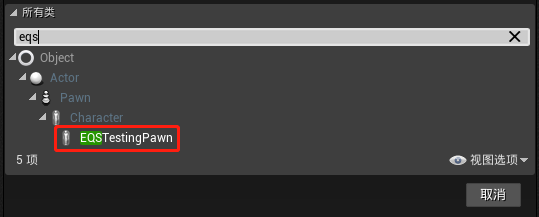 所有类
eqs
Object
Actor
Pawn
Character
EQSTestingPawn
5 项
视图选项
取消